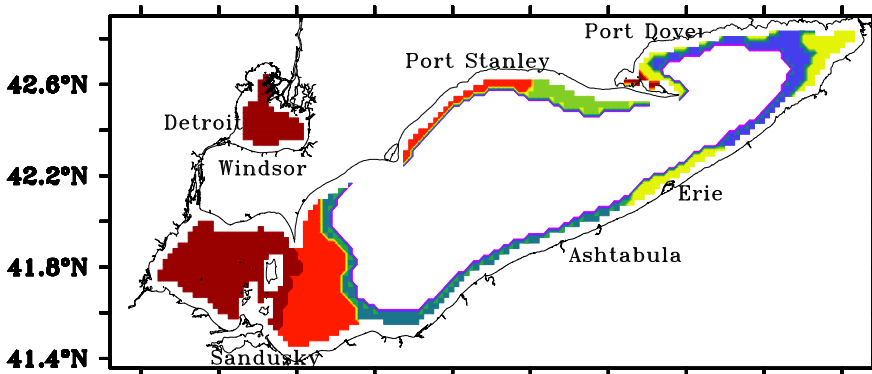 Port Dover
Port Stanley
42.6°N
Detroit
Windsor
42.2°N
Erie
Ashtabula
41.8°N
Sandusky
41.4°N